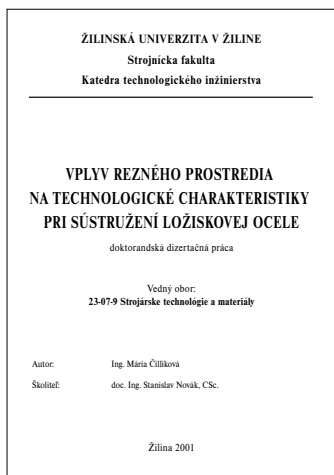 ŽILINSKÁ UNIVERZITA V ŽILINE
Strojnícka fakulta
Katedra technologického inžinierstva
VPLYV REZNÉHO PROSTREDIA
NA TECHNOLOGICKÉ CHARAKTERISTIKY
PRI SÚSTRUŽENÍ LOŽISKOVEJ OCELE
doktorandská dizertačná práca
Vedný obor:
23-07-9 Strojárske technológie a materiály
Autor: Ing. Mária Čilliková
Školiteľ: doc. Ing. Stanislav Novák, CSc.
Žilina 2001